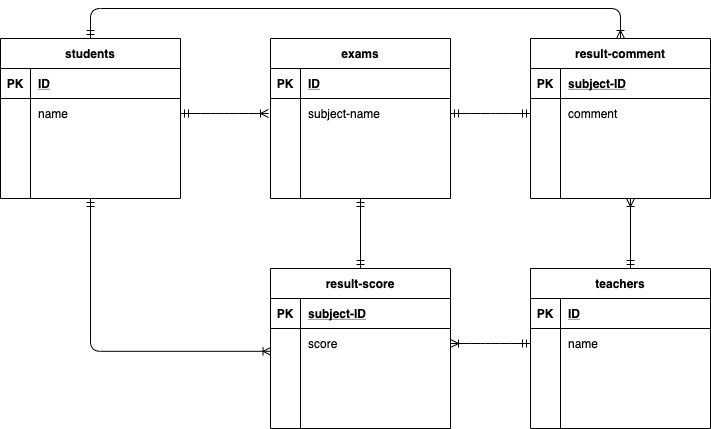 students
PK ID
name
exams
PK ID
subject-name
result-comment
PK subject-ID
comment
result-score
PK subject-ID
score
teachers
PK ID
name